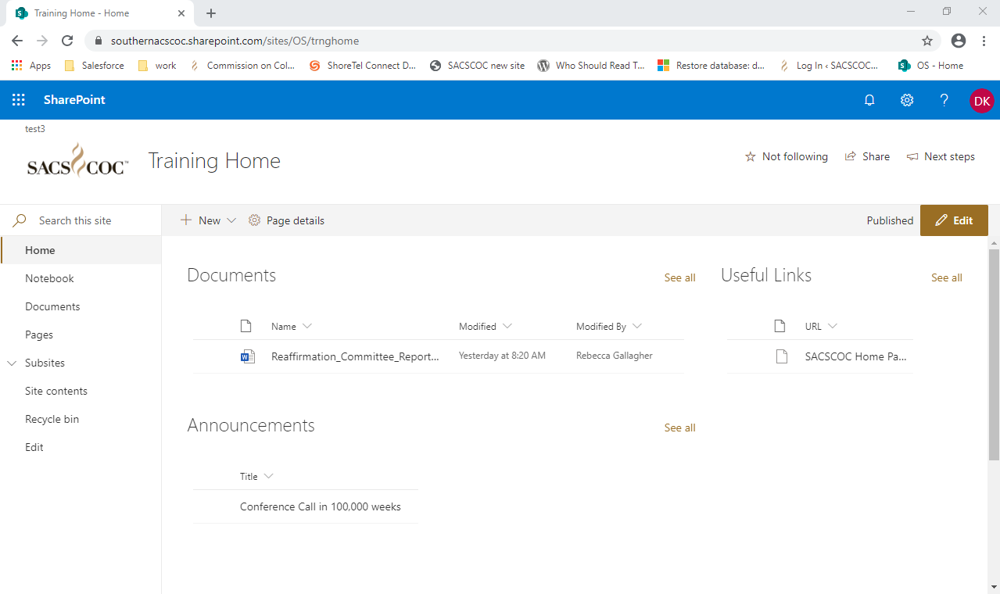 Training Home - Home
southernacscoc.sharepoint.com/sites/OS/trnghome
Apps Salesforce work Commission on Col... ShoreTel Connect D... SACSCOC new site Who Should Read T... Restore database: d... Log In ‹ SACSCOC... OS - Home
SharePoint ? DK
test3
SACS COC™ Training Home Not following Share Next steps
Search this site New Page details Published Edit
Home
Notebook
Documents
Pages
Subsites
Site contents
Recycle bin
Edit
Documents See all
Name Modified Modified By
Reaffirmation_Committee_Report... Yesterday at 8:20 AM Rebecca Gallagher
Useful Links See all
URL
SACSCOC Home Pa...
Announcements See all
Title
Conference Call in 100,000 weeks